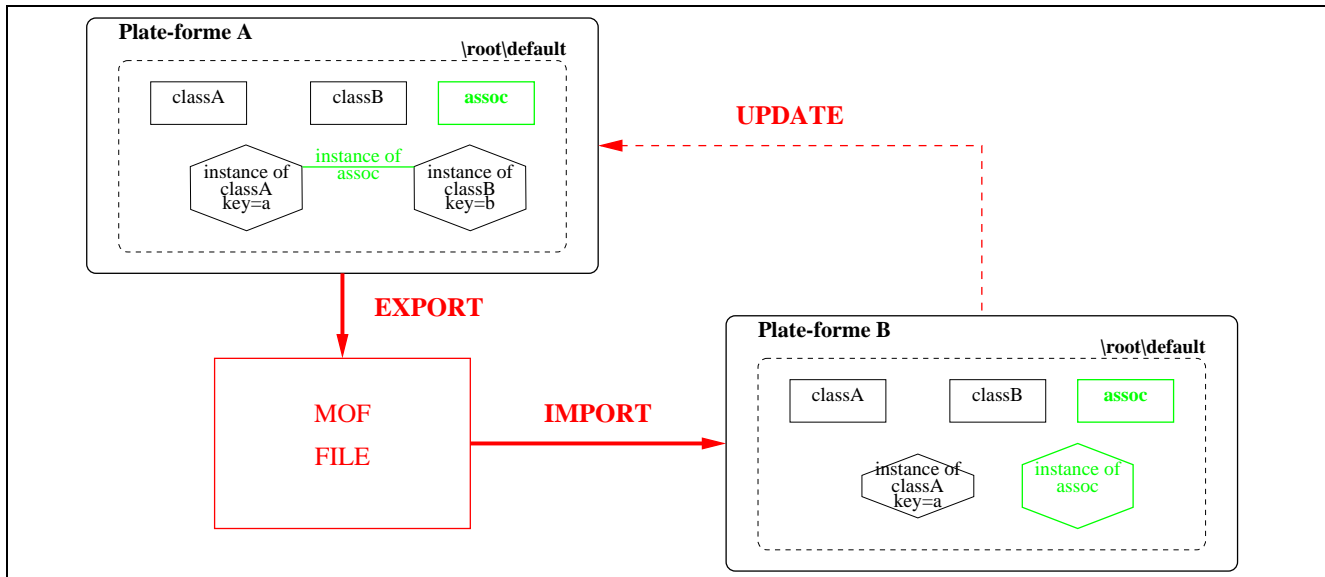 Plate-forme A
\root\default
classA
classB
assoc
instance of
classA
key=a
instance of
assoc
instance of
classB
key=b
UPDATE
EXPORT
MOF
FILE
IMPORT
Plate-forme B
\root\default
classA
classB
assoc
instance of
classA
key=a
instance of
assoc